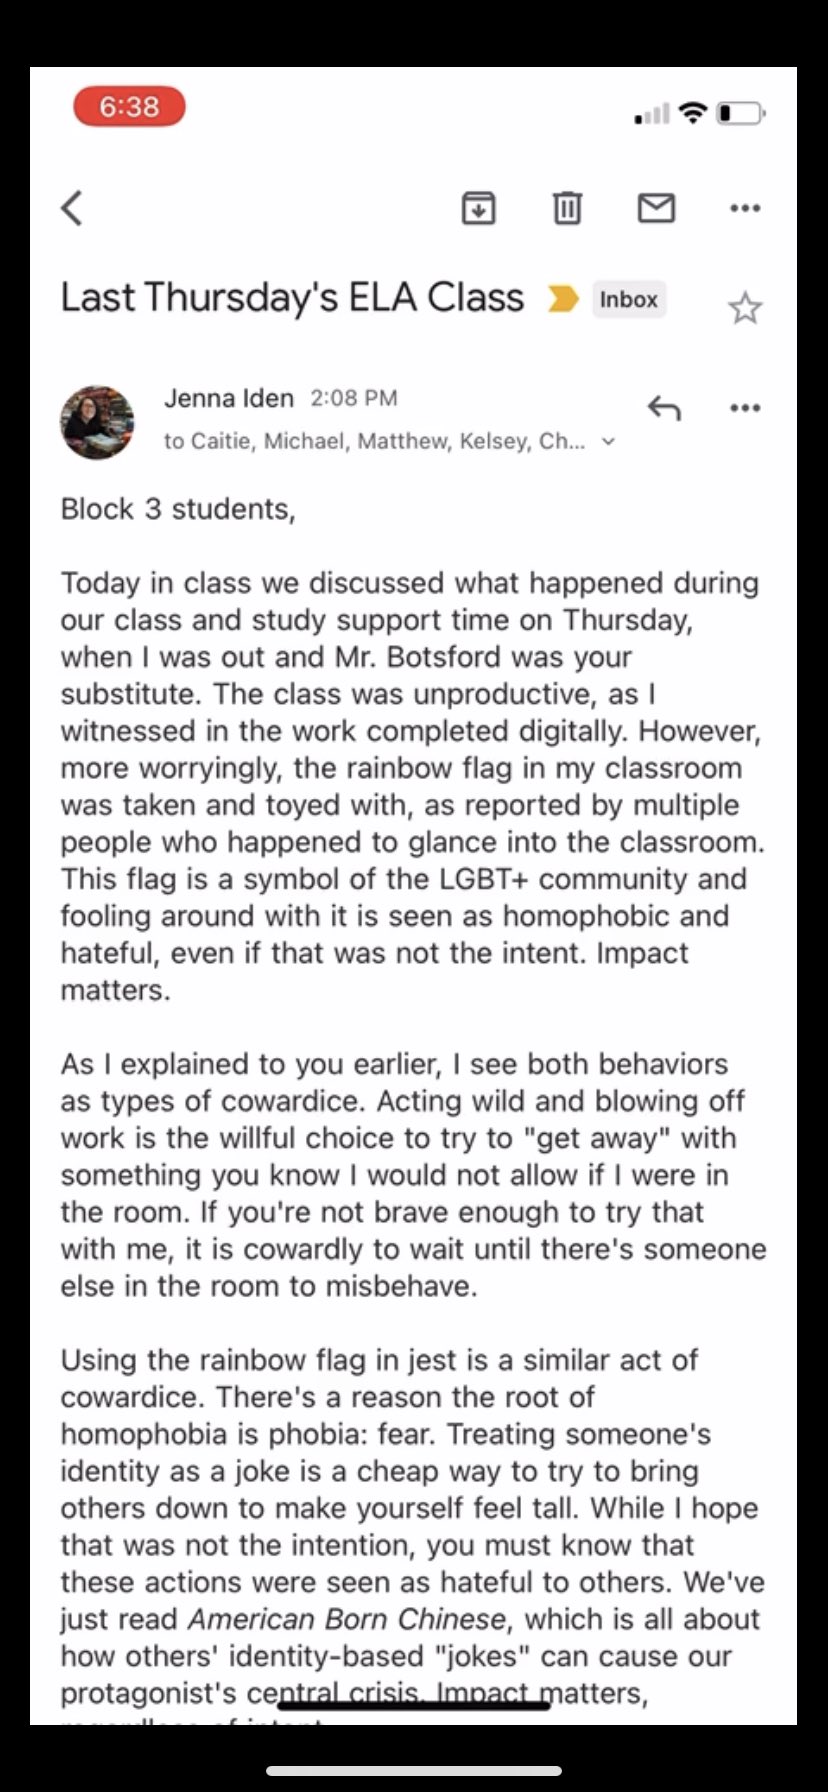 6:38
Last Thursday's ELA Class Inbox
Jenna Iden 2:08 PM
to Caitie, Michael, Matthew, Kelsey, Ch...
Block 3 students,
Today in class we discussed what happened during
our class and study support time on Thursday,
when I was out and Mr. Botsford was your
substitute. The class was unproductive, as I
witnessed in the work completed digitally. However,
more worryingly, the rainbow flag in my classroom
was taken and toyed with, as reported by multiple
people who happened to glance into the classroom.
This flag is a symbol of the LGBT+ community and
fooling around with it is seen as homophobic and
hateful, even if that was not the intent. Impact
matters.
As I explained to you earlier, I see both behaviors
as types of cowardice. Acting wild and blowing off
work is the willful choice to try to "get away" with
something you know I would not allow if I were in
the room. If you're not brave enough to try that
with me, it is cowardly to wait until there's someone
else in the room to misbehave.
Using the rainbow flag in jest is a similar act of
cowardice. There's a reason the root of
homophobia is phobia: fear. Treating someone's
identity as a joke is a cheap way to try to bring
others down to make yourself feel tall. While I hope
that was not the intention, you must know that
these actions were seen as hateful to others. We've
just read American Born Chinese, which is all about
how others' identity-based "jokes" can cause our
protagonist's central crisis. Impact matters,
regardless of intent.